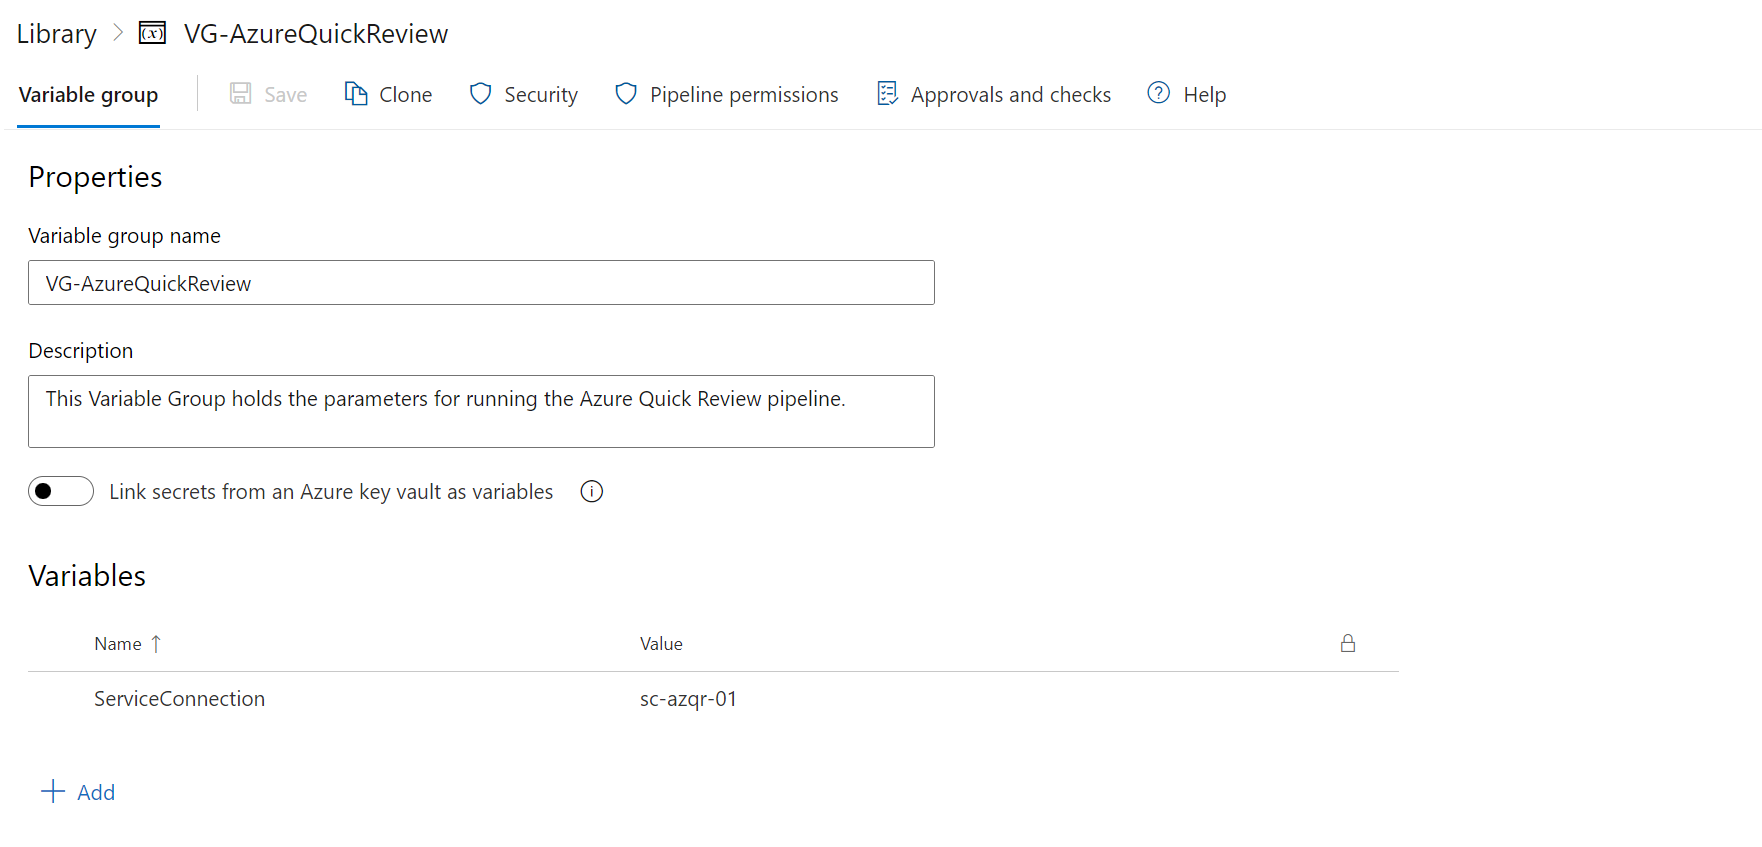 Library > (x) VG-AzureQuickReview
Variable group Save Clone Security Pipeline permissions Approvals and checks Help
Properties
Variable group name
VG-AzureQuickReview
Description
This Variable Group holds the parameters for running the Azure Quick Review pipeline.
Link secrets from an Azure key vault as variables
Variables
Name ↑ Value
ServiceConnection sc-azqr-01
+ Add